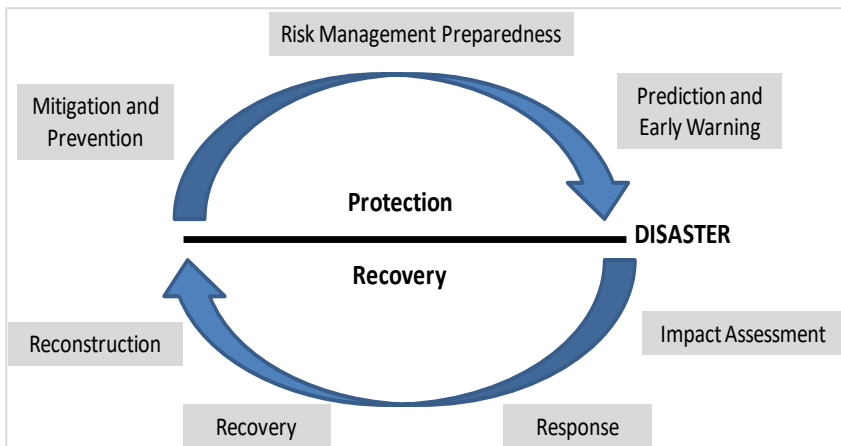 Risk Management Preparedness
Mitigation and
Prevention
Prediction and
Early Warning
Protection
DISASTER
Recovery
Reconstruction
Impact Assessment
Recovery
Response